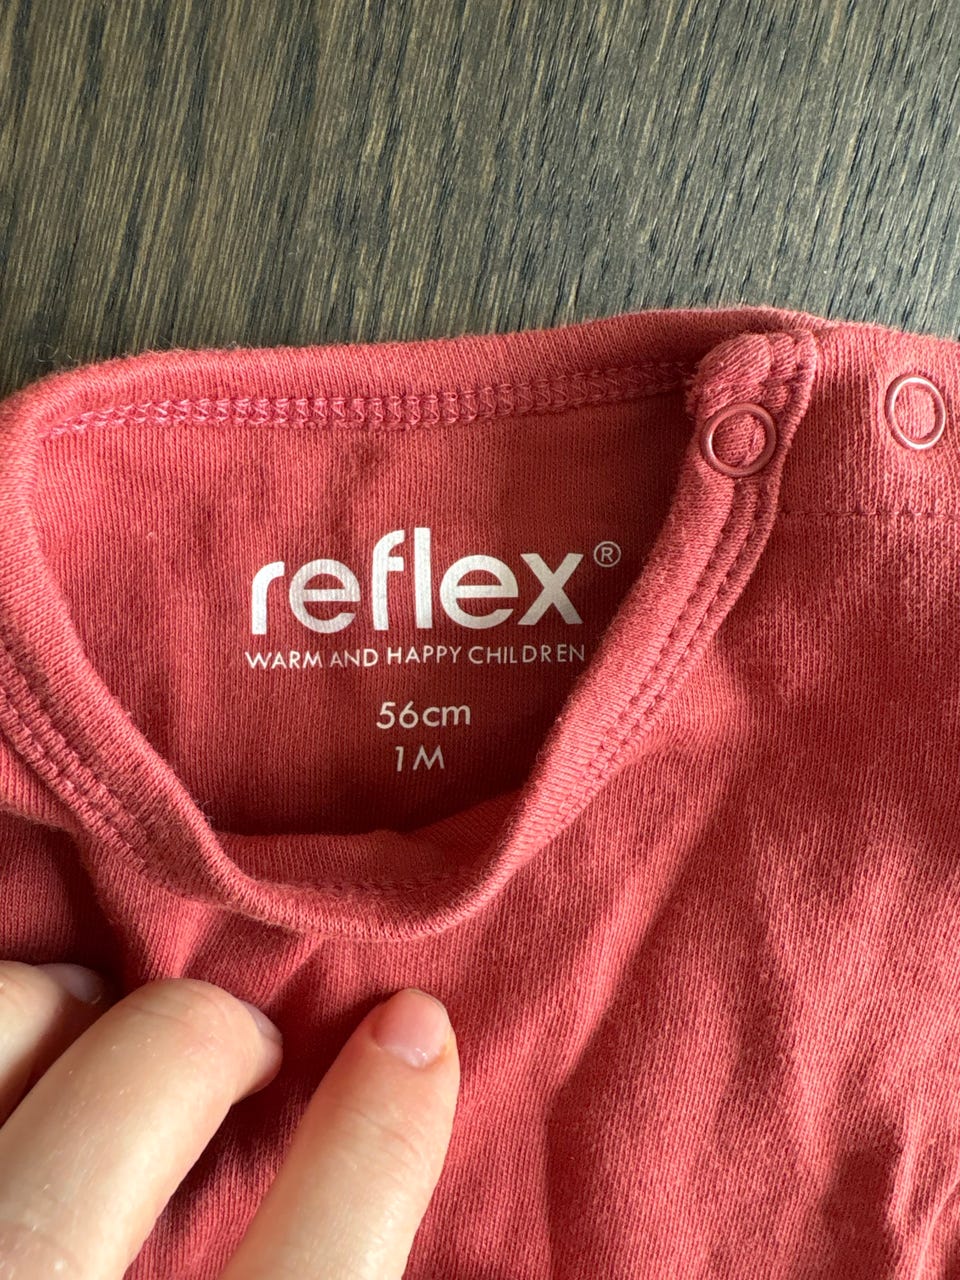 reflex®
WARM AND HAPPY CHILDREN
56cm
1M